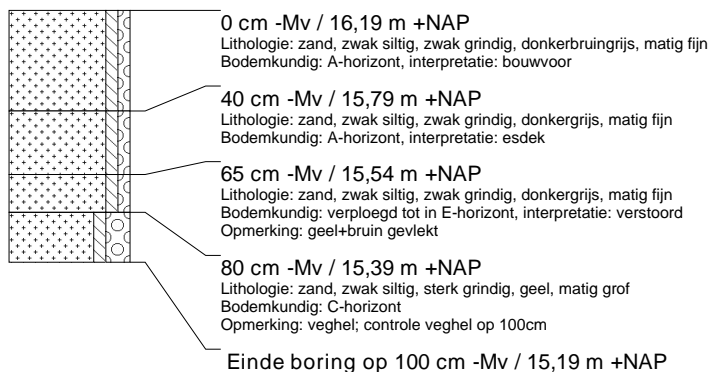 0 cm -Mv / 16,19 m +NAP
Lithologie: zand, zwak siltig, zwak grindig, donkerbruingrijs, matig fijn
Bodemkundig: A-horizont, interpretatie: bouwvoor
40 cm -Mv / 15,79 m +NAP
Lithologie: zand, zwak siltig, zwak grindig, donkergrijs, matig fijn
Bodemkundig: A-horizont, interpretatie: esdek
65 cm -Mv / 15,54 m +NAP
Lithologie: zand, zwak siltig, zwak grindig, donkergrijs, matig fijn
Bodemkundig: verploegd tot in E-horizont, interpretatie: verstoord
Opmerking: geel+bruin gevlekt
80 cm -Mv / 15,39 m +NAP
Lithologie: zand, zwak siltig, sterk grindig, geel, matig grof
Bodemkundig: C-horizont
Opmerking: veghel; controle veghel op 100cm
Einde boring op 100 cm -Mv / 15,19 m +NAP